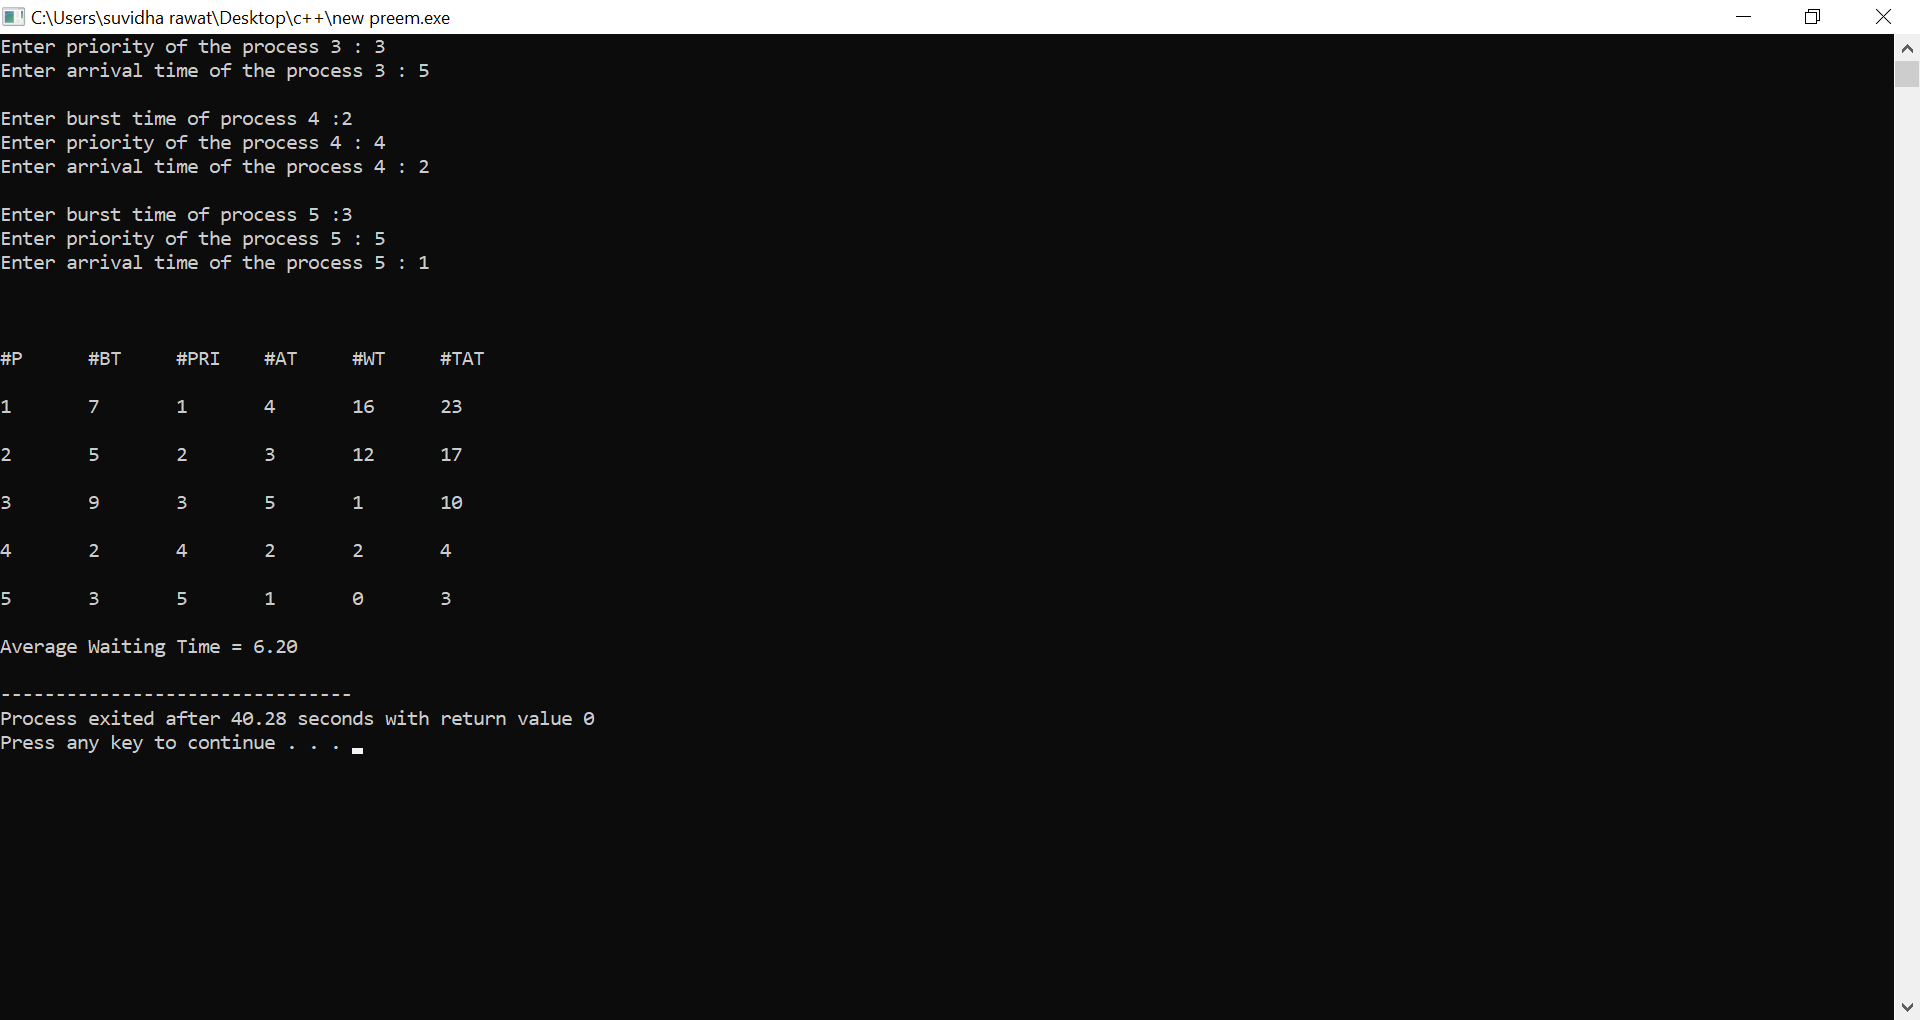 C:\Users\suvidha rawat\Desktop\c++\new preem.exe
Enter priority of the process 3 : 3
Enter arrival time of the process 3 : 5
Enter burst time of process 4 :2
Enter priority of the process 4 : 4
Enter arrival time of the process 4 : 2
Enter burst time of process 5 :3
Enter priority of the process 5 : 5
Enter arrival time of the process 5 : 1
#P #BT #PRI #AT #WT #TAT
1 7 1 4 16 23
2 5 2 3 12 17
3 9 3 5 1 10
4 2 4 2 2 4
5 3 5 1 0 3
Average Waiting Time = 6.20
--------------------------------
Process exited after 40.28 seconds with return value 0
Press any key to continue . . .